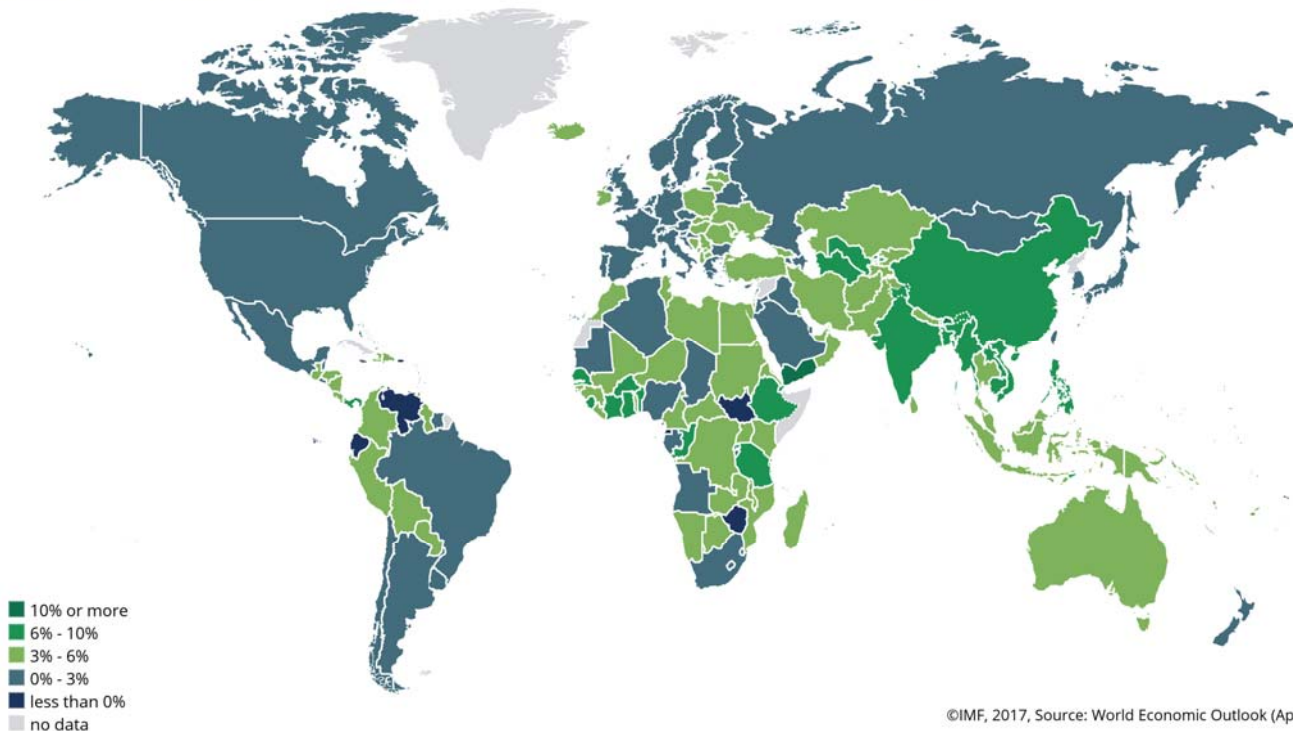 10% or more
6% - 10%
3% - 6%
0% - 3%
less than 0%
no data
©IMF, 2017, Source: World Economic Outlook (Ap